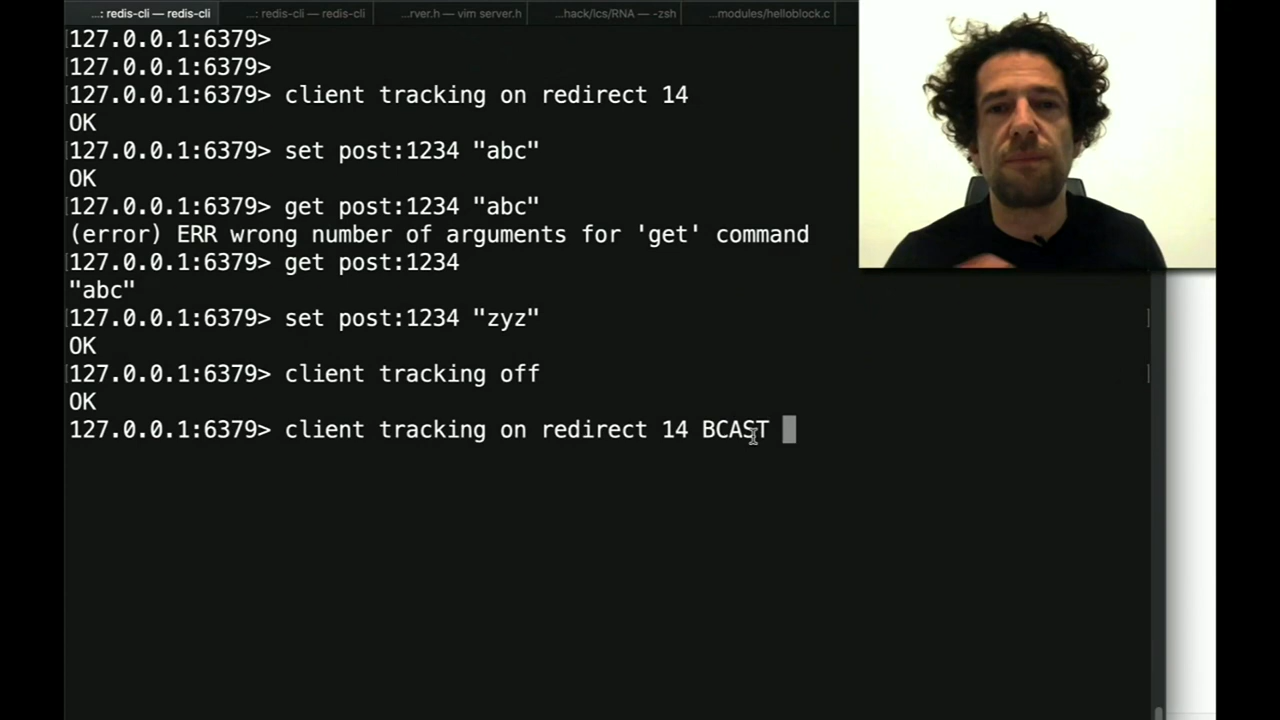 ...: redis-cli — redis-cli
...: redis-cli — redis-cli
...rver.h — vim server.h
...hack/lcs/RNA — -zsh
...modules/helloblock.c
127.0.0.1:6379>
127.0.0.1:6379>
127.0.0.1:6379> client tracking on redirect 14
OK
127.0.0.1:6379> set post:1234 "abc"
OK
127.0.0.1:6379> get post:1234 "abc"
(error) ERR wrong number of arguments for 'get' command
127.0.0.1:6379> get post:1234
"abc"
127.0.0.1:6379> set post:1234 "zyz"
OK
127.0.0.1:6379> client tracking off
OK
127.0.0.1:6379> client tracking on redirect 14 BCAST